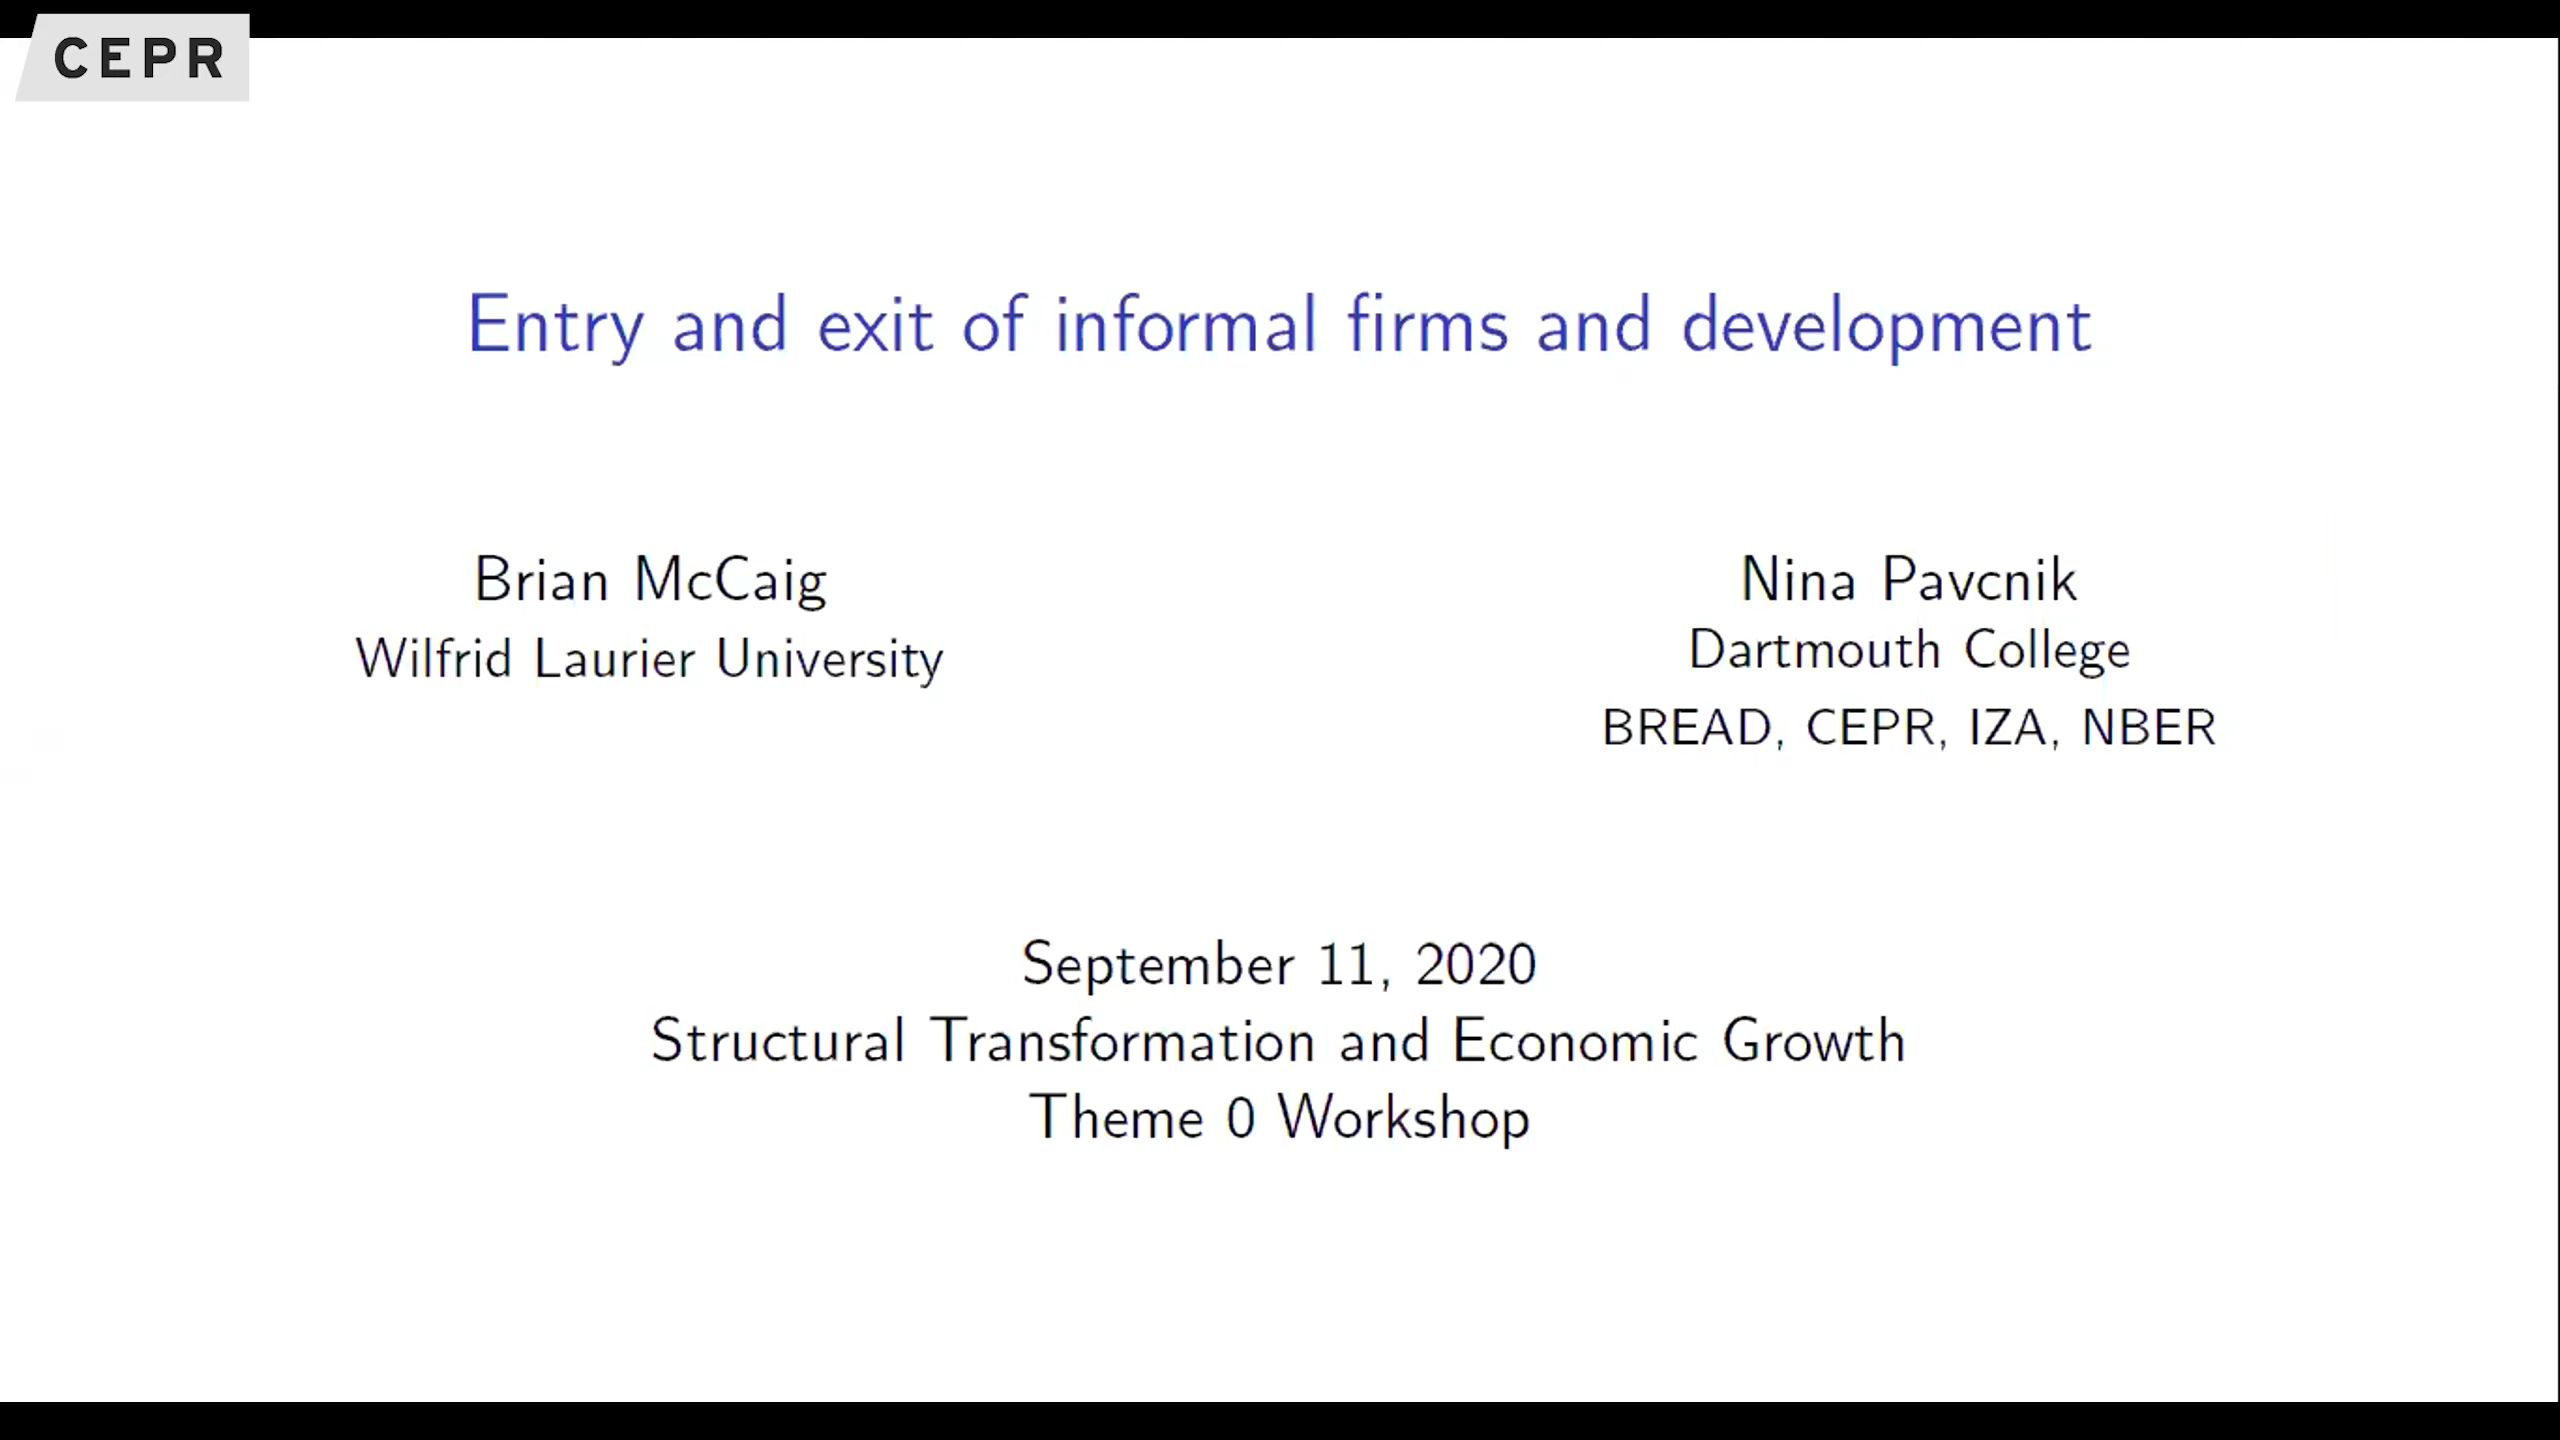 CEPR
Entry and exit of informal firms and development
Brian McCaig
Wilfrid Laurier University
Nina Pavcnik
Dartmouth College
BREAD, CEPR, IZA, NBER
September 11, 2020
Structural Transformation and Economic Growth
Theme 0 Workshop